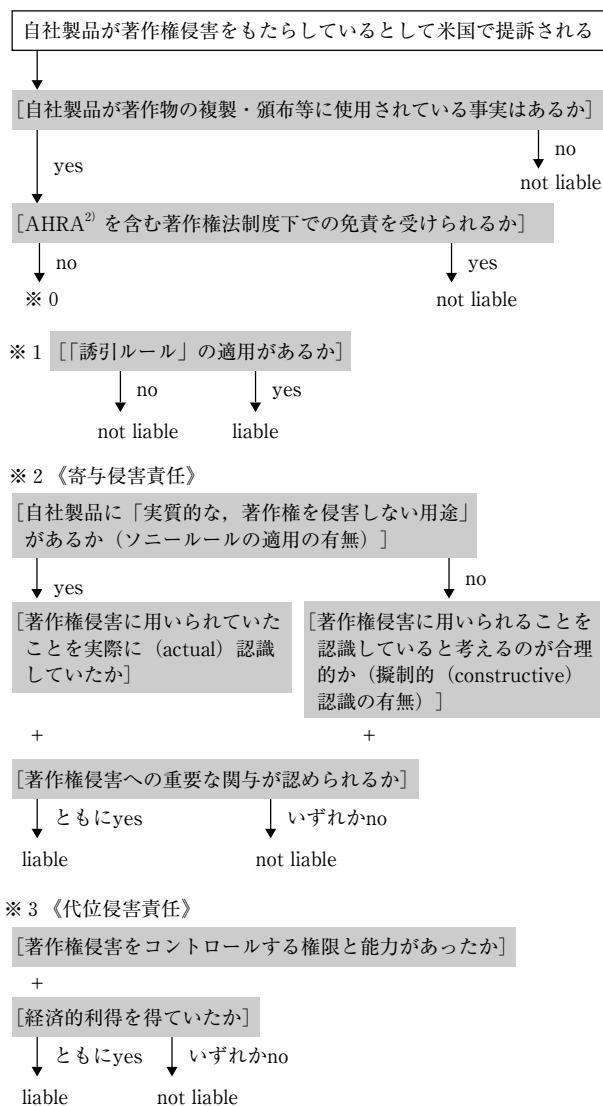 自社製品が著作権侵害をもたらしているとして米国で提訴される
[自社製品が著作物の複製・頒布等に使用されている事実はあるか]
yes
no
not liable
[AHRA2) を含む著作権法制度下での免責を受けられるか]
no
yes
※ 0
not liable
※ 1 [「誘引ルール」の適用があるか]
no
yes
not liable
liable
※ 2 《寄与侵害責任》
[自社製品に「実質的な，著作権を侵害しない用途」
があるか（ソニールールの適用の有無）]
yes
no
[著作権侵害に用いられていた
ことを実際に（actual）認識
していたか]
[著作権侵害に用いられることを
認識していると考えるのが合理
的か（擬制的（constructive）
認識の有無）]
+
+
[著作権侵害への重要な関与が認められるか]
ともにyes
いずれかno
liable
not liable
※ 3 《代位侵害責任》
[著作権侵害をコントロールする権限と能力があったか]
+
[経済的利得を得ていたか]
ともにyes
いずれかno
liable
not liable